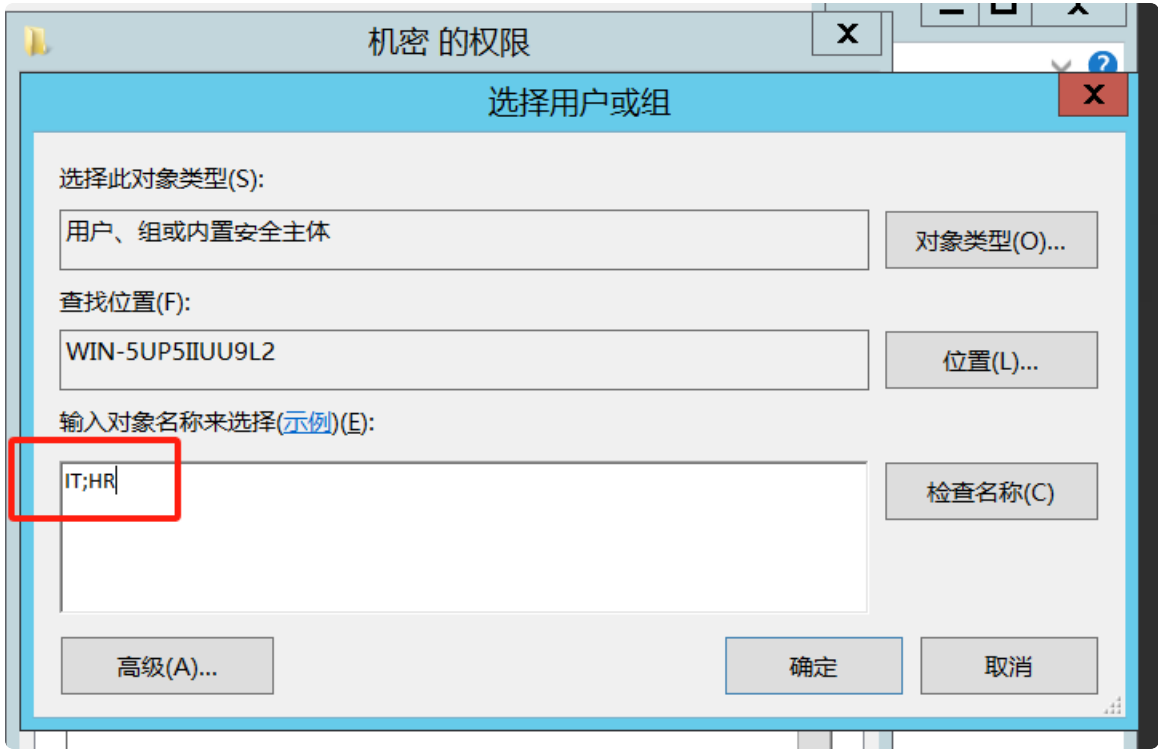 机密 的权限
选择用户或组
选择此对象类型(S):
用户、组或内置安全主体
对象类型(O)...
查找位置(F):
WIN-5UP5IIUU9L2
位置(L)...
输入对象名称来选择(示例)(E):
IT;HR
检查名称(C)
高级(A)...
确定
取消